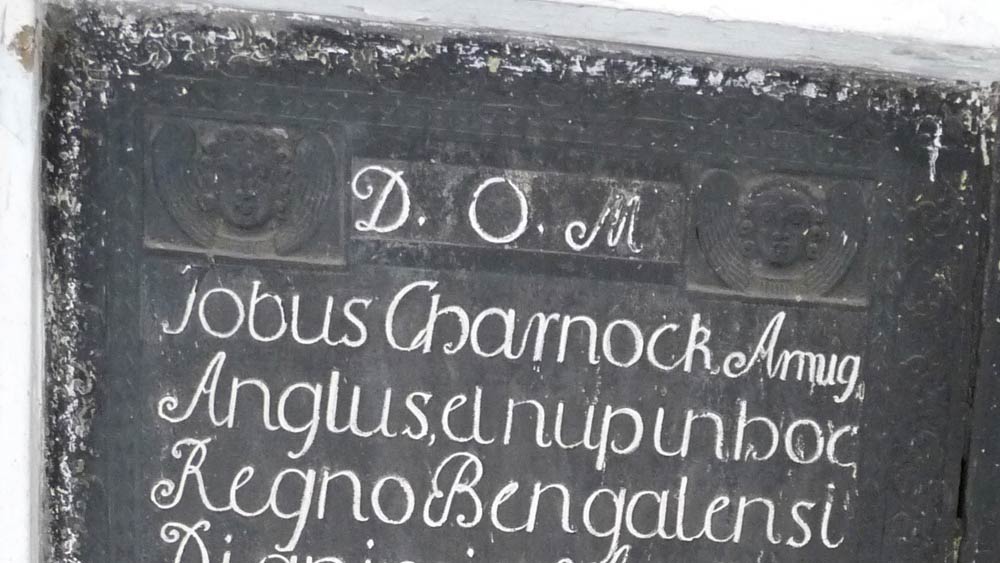 D. O. M
Jobus Charnock Armig,
Anglus, et nup in hoc
Regno Bengalensi